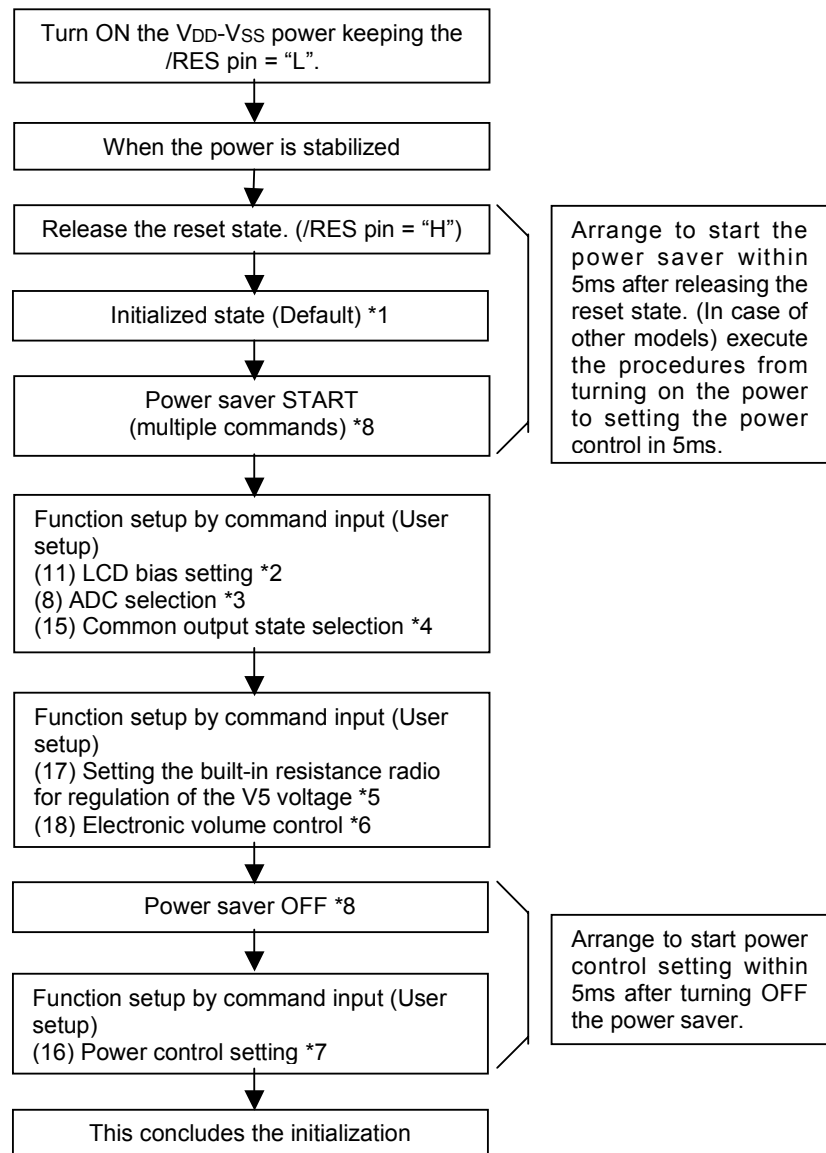 Turn ON the VDD-VSS power keeping the
/RES pin = “L”.
When the power is stabilized
Release the reset state. (/RES pin = “H”)
Initialized state (Default) *1
Power saver START
(multiple commands) *8
Arrange to start the
power saver within
5ms after releasing the
reset state. (In case of
other models) execute
the procedures from
turning on the power
to setting the power
control in 5ms.
Function setup by command input (User
setup)
(11) LCD bias setting *2
(8) ADC selection *3
(15) Common output state selection *4
Function setup by command input (User
setup)
(17) Setting the built-in resistance radio
for regulation of the V5 voltage *5
(18) Electronic volume control *6
Power saver OFF *8
Function setup by command input (User
setup)
(16) Power control setting *7
Arrange to start power
control setting within
5ms after turning OFF
the power saver.
This concludes the initialization